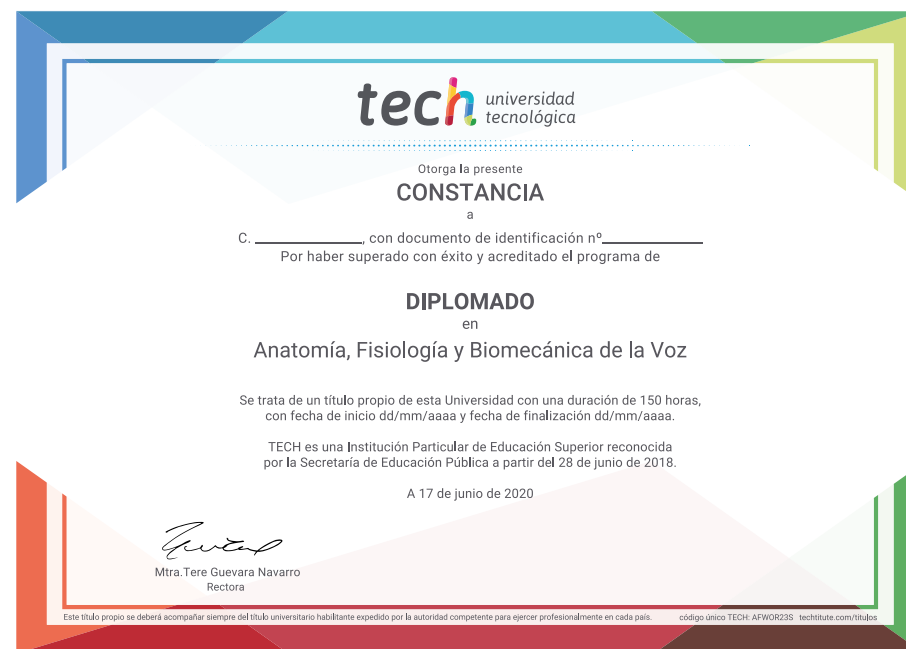 tech universidad
tecnológica
Otorga la presente
CONSTANCIA
a
C. ____________, con documento de identificación nº____________
Por haber superado con éxito y acreditado el programa de
DIPLOMADO
en
Anatomía, Fisiología y Biomecánica de la Voz
Se trata de un título propio de esta Universidad con una duración de 150 horas,
con fecha de inicio dd/mm/aaaa y fecha de finalización dd/mm/aaaa.
TECH es una Institución Particular de Educación Superior reconocida
por la Secretaría de Educación Pública a partir del 28 de junio de 2018.
A 17 de junio de 2020
Mtra.Tere Guevara Navarro
Rectora
Este título propio se deberá acompañar siempre del título universitario habilitante expedido por la autoridad competente para ejercer profesionalmente en cada país. código único TECH: AFWOR23S techtitute.com/titulos